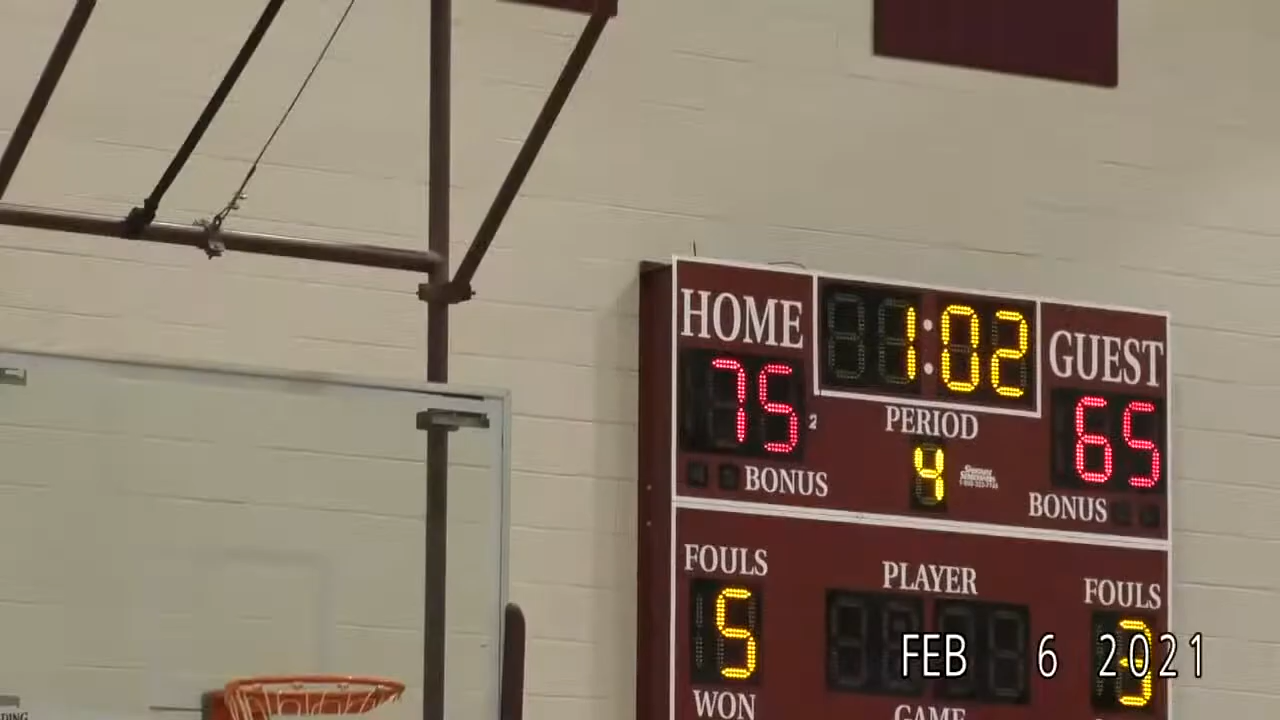 HOME 1:02 GUEST
75 PERIOD 65
BONUS 4 BONUS
FOULS PLAYER FOULS
5 3
WON GAME
FEB 6 2021